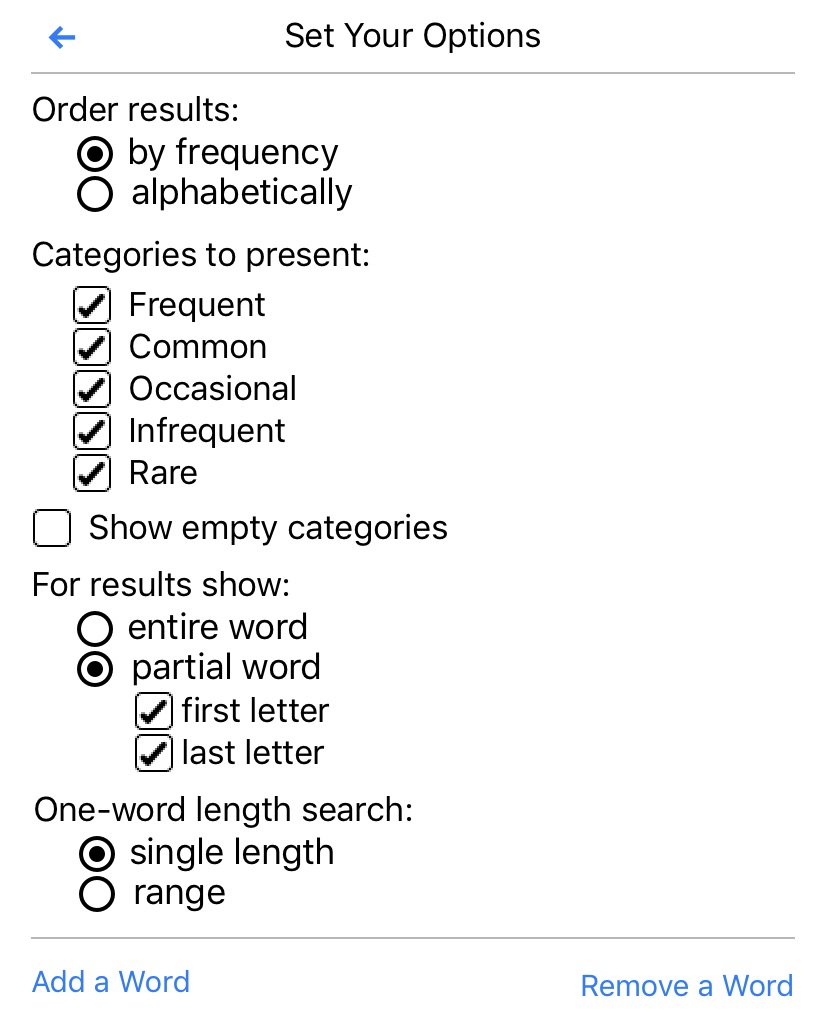 Set Your Options
Order results:
by frequency
alphabetically
Categories to present:
Frequent
Common
Occasional
Infrequent
Rare
Show empty categories
For results show:
entire word
partial word
first letter
last letter
One-word length search:
single length
range
Add a Word
Remove a Word